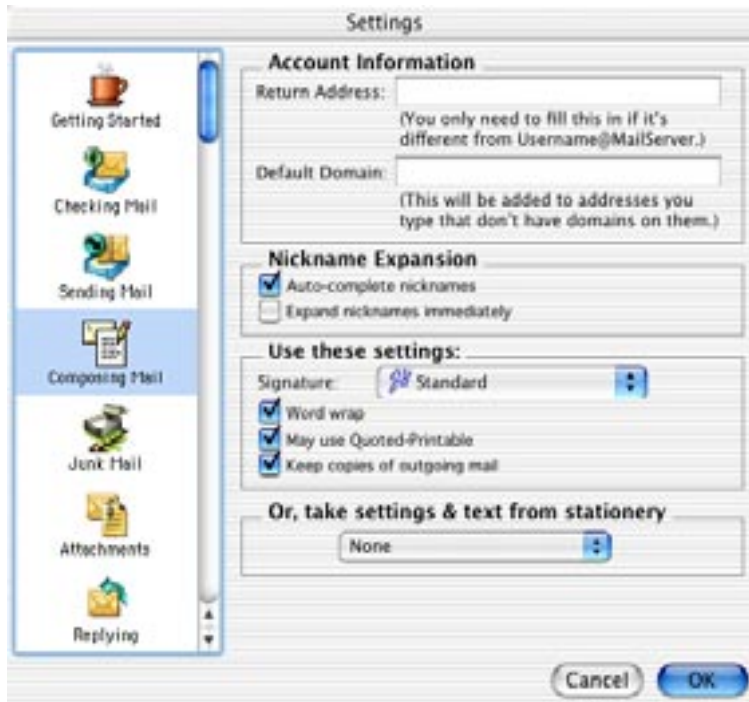 Settings
Getting Started
Checking Mail
Sending Mail
Composing Mail
Junk Mail
Attachments
Replying
Account Information
Return Address:
(You only need to fill this in if it's
different from Username@MailServer.)
Default Domain:
(This will be added to addresses you
type that don't have domains on them.)
Nickname Expansion
Auto-complete nicknames
Expand nicknames immediately
Use these settings:
Signature: Standard
Word wrap
May use Quoted-Printable
Keep copies of outgoing mail
Or, take settings & text from stationery
None
Cancel OK